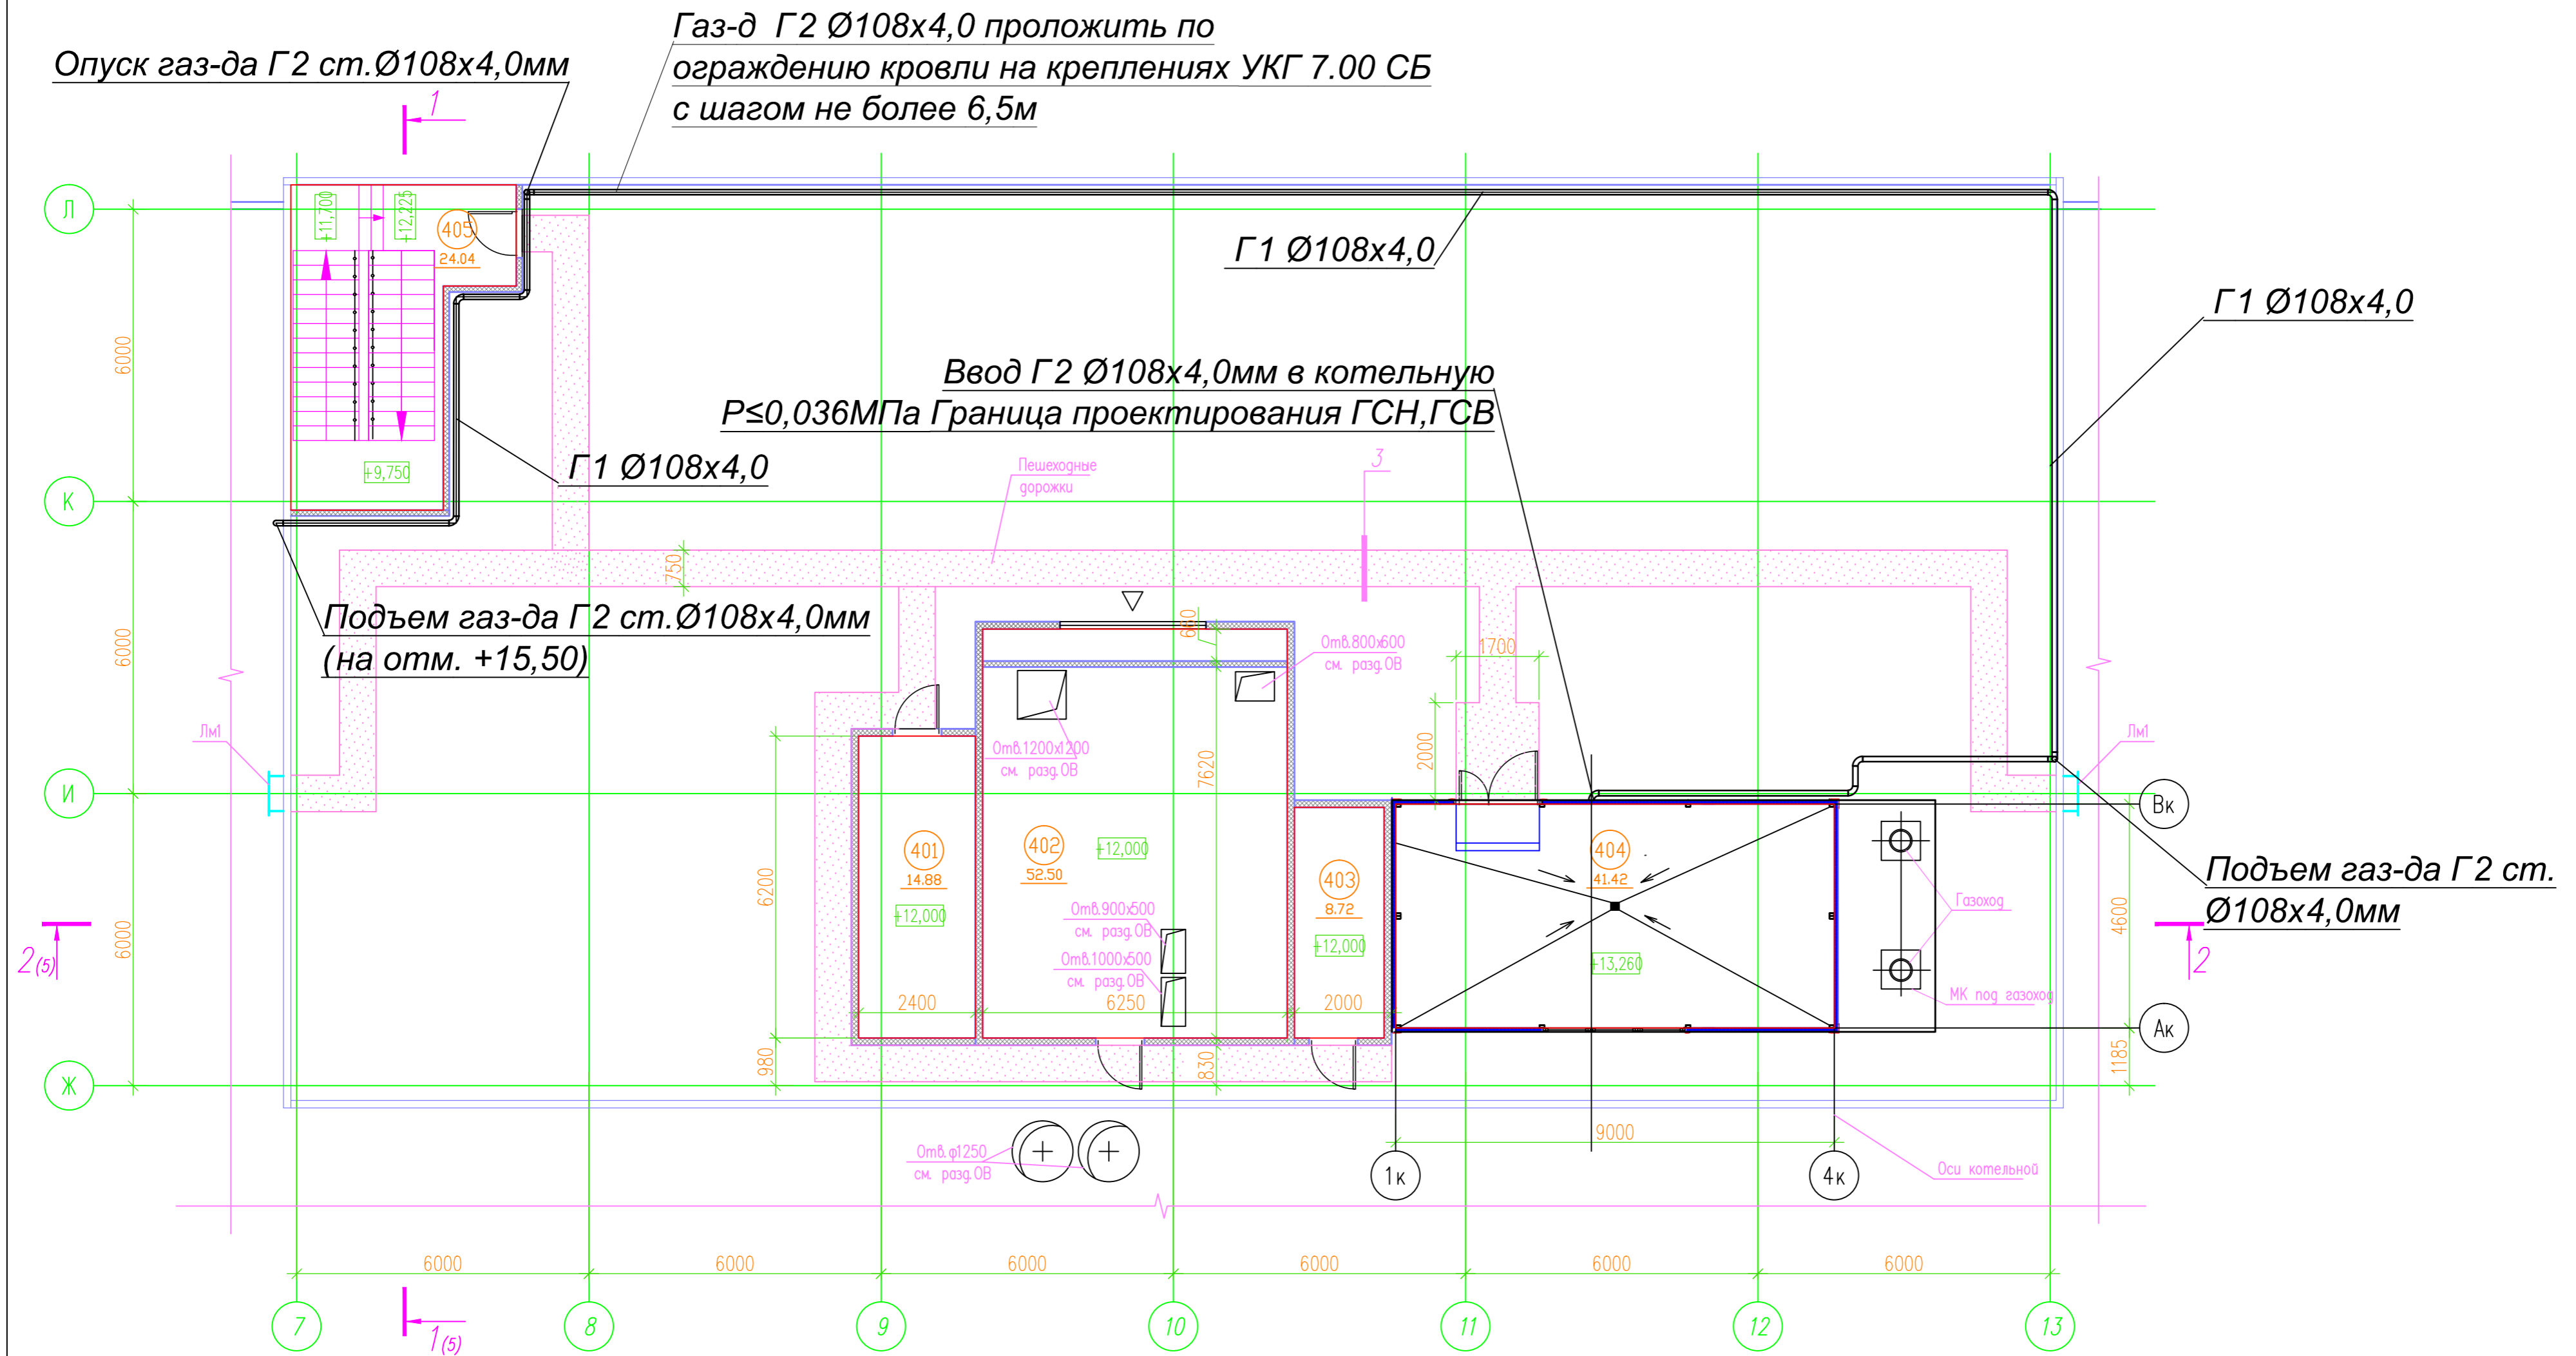 Газ-д Г2 Ø108х4,0 проложить по
ограждению кровли на креплениях УКГ 7.00 СБ
с шагом не более 6,5м
Опуск газ-да Г2 ст.Ø108х4,0мм
1
Л
+11,700
+12,225
405
24.04
Г1 Ø108х4,0
Г1 Ø108х4,0
6000
Ввод Г2 Ø108х4,0мм в котельную
Р≤0,036МПа Граница проектирования ГСН,ГСВ
Г1 Ø108х4,0
+9,750
Пешеходные
дорожки
3
К
750
Подъем газ-да Г2 ст.Ø108х4,0мм
(на отм. +15,50)
6000
660
Отв.800х600
см. разд.ОВ
1700
Лм1
Отв.1200х1200
см. разд.ОВ
7620
2000
Лм1
И
Вк
401
14.88
+12,000
402
52.50
+12,000
403
8.72
+12,000
404
41.42
+13,260
6200
Отв.900х500
см. разд.ОВ
Отв.1000х500
см. разд.ОВ
Газоход
МК под газоход
Подъем газ-да Г2 ст.
Ø108х4,0мм
6000
4600
2(5)
2
2400
6250
2000
Ак
980
830
1185
Ж
Отв.φ1250
см. разд.ОВ
9000
1к
4к
Оси котельной
6000
6000
6000
6000
6000
6000
7
8
9
10
11
12
13
1(5)